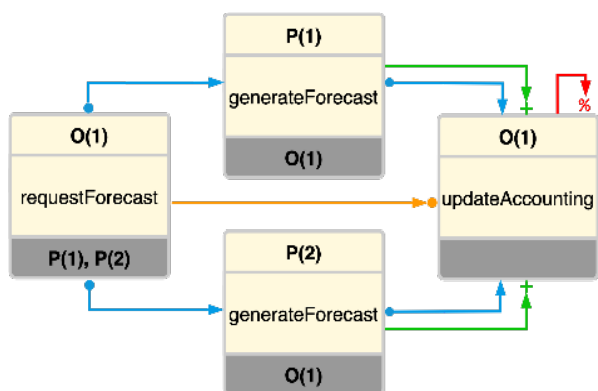 P(1)
generateForecast
O(1)
O(1)
requestForecast
P(1), P(2)
+
%
O(1)
updateAccounting
+
P(2)
generateForecast
O(1)